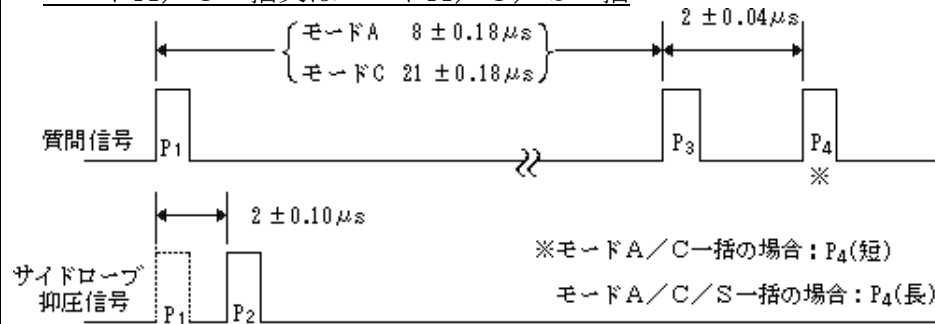 2 ±0.04μs
モードA 8 ±0.18μs
モードC 21 ±0.18μs
質問信号
P1
P3
P4
※
2 ±0.10μs
※モードA/C一括の場合:P4(短)
サイドローブ
抑圧信号
モードA/C/S一括の場合:P4(長)
P1
P2